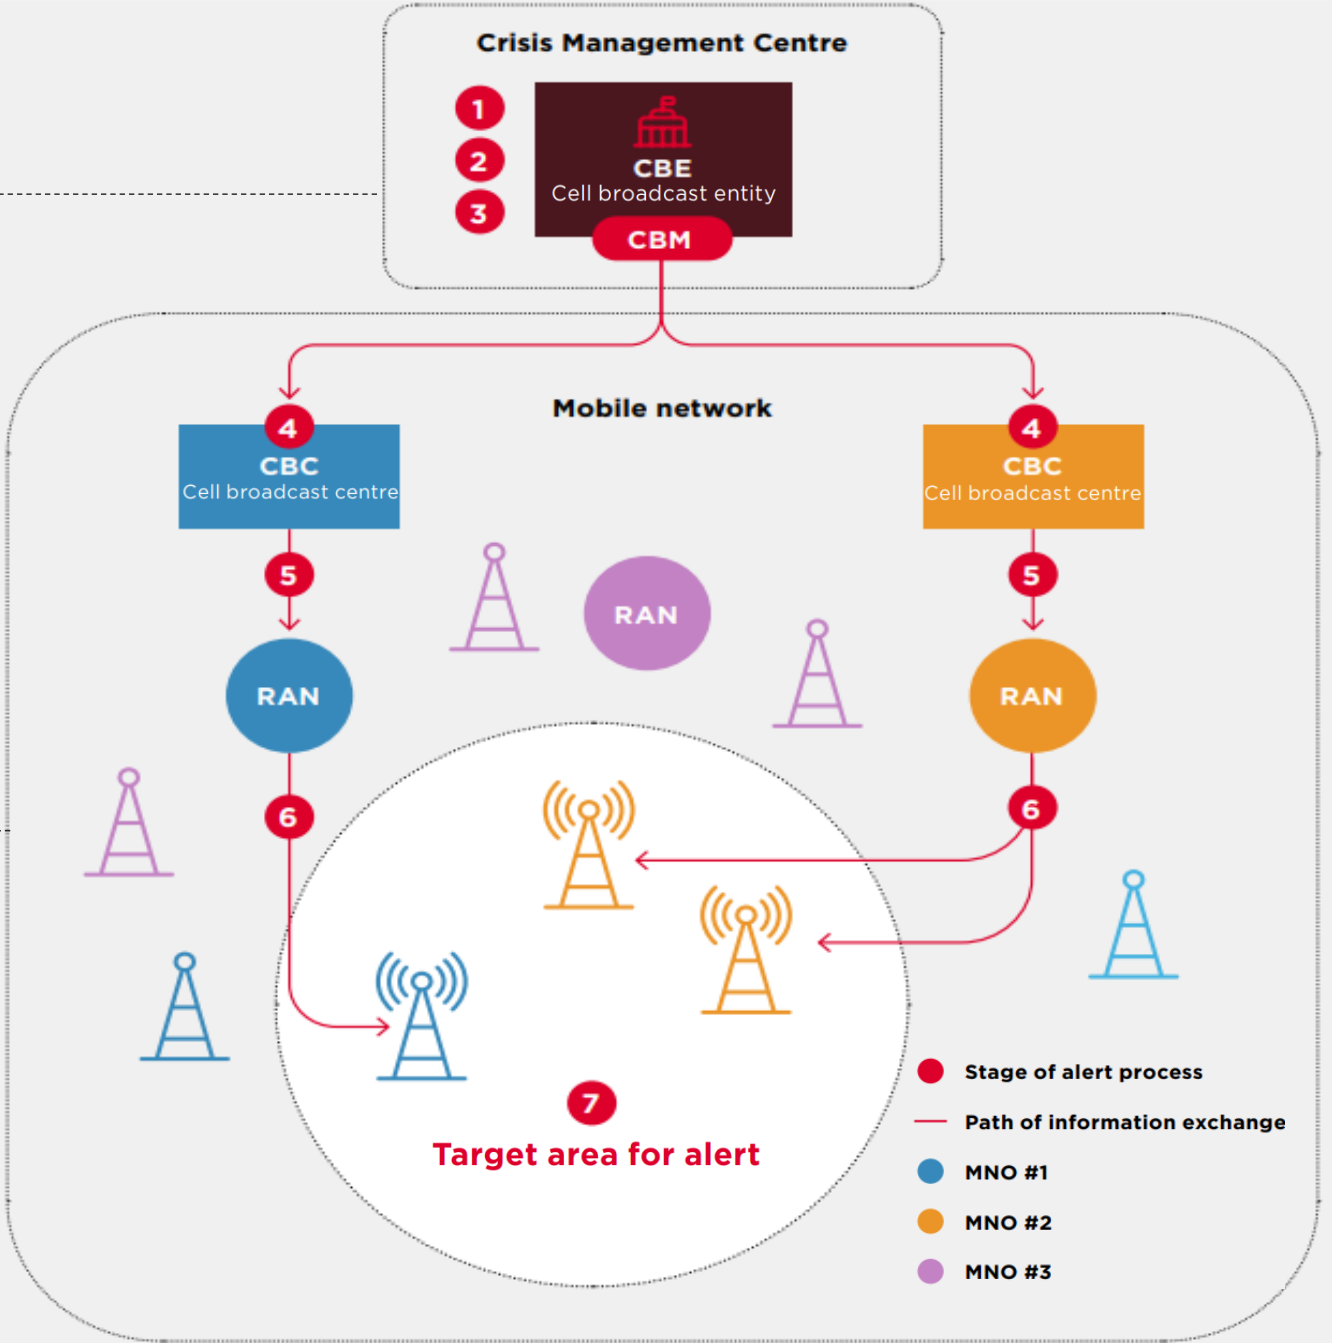 Crisis Management Centre
1
2
3
CBE
Cell broadcast entity
CBM
Mobile network
4
CBC
Cell broadcast centre
4
CBC
Cell broadcast centre
5
5
RAN
RAN
RAN
6
6
7
Target area for alert
Stage of alert process
Path of information exchange
MNO #1
MNO #2
MNO #3